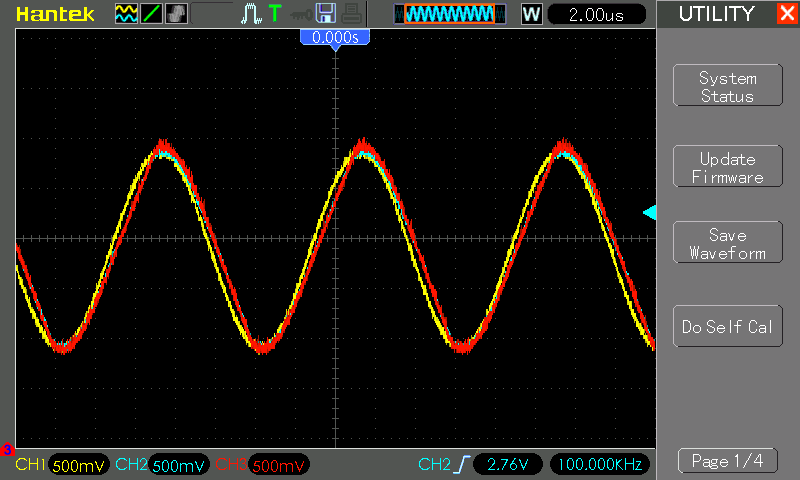 Hantek
T
W
2.00us
UTILITY
0.000s
System
Status
Update
Firmware
Save
Waveform
Do Self Cal
3
CH1 500mV CH2 500mV CH3 500mV CH2 2.76V 100.000KHz
Page 1/4